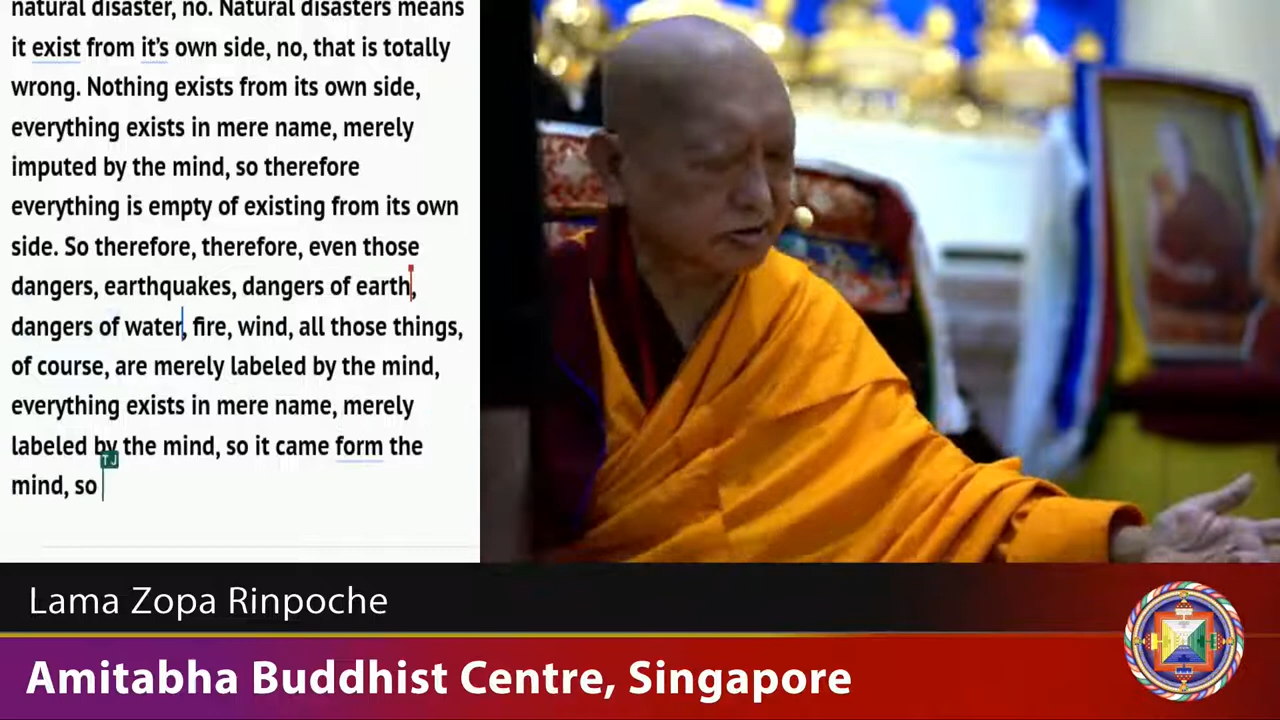 natural disaster, no. Natural disasters means
it exist from it's own side, no, that is totally
wrong. Nothing exists from its own side,
everything exists in mere name, merely
imputed by the mind, so therefore
everything is empty of existing from its own
side. So therefore, therefore, even those
dangers, earthquakes, dangers of earth,
dangers of water, fire, wind, all those things,
of course, are merely labeled by the mind,
everything exists in mere name, merely
labeled by the mind, so it came form the
TJ
mind, so
Lama Zopa Rinpoche
Amitabha Buddhist Centre, Singapore